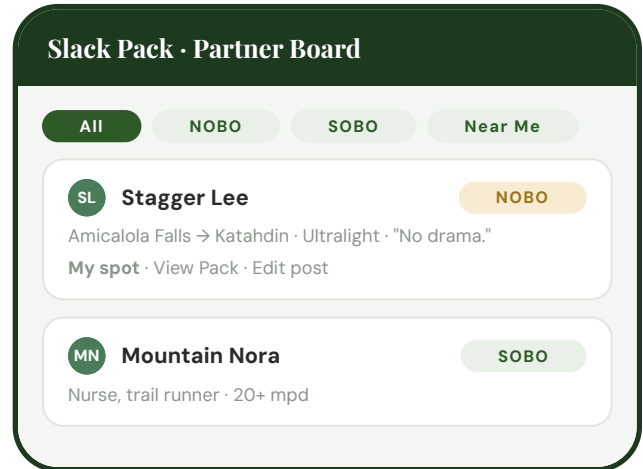 Slack Pack · Partner Board
All NOBO SOBO Near Me
SL Stagger Lee NOBO
Amicalola Falls → Katahdin · Ultralight · "No drama."
My spot · View Pack · Edit post
MN Mountain Nora SOBO
Nurse, trail runner · 20+ mpd